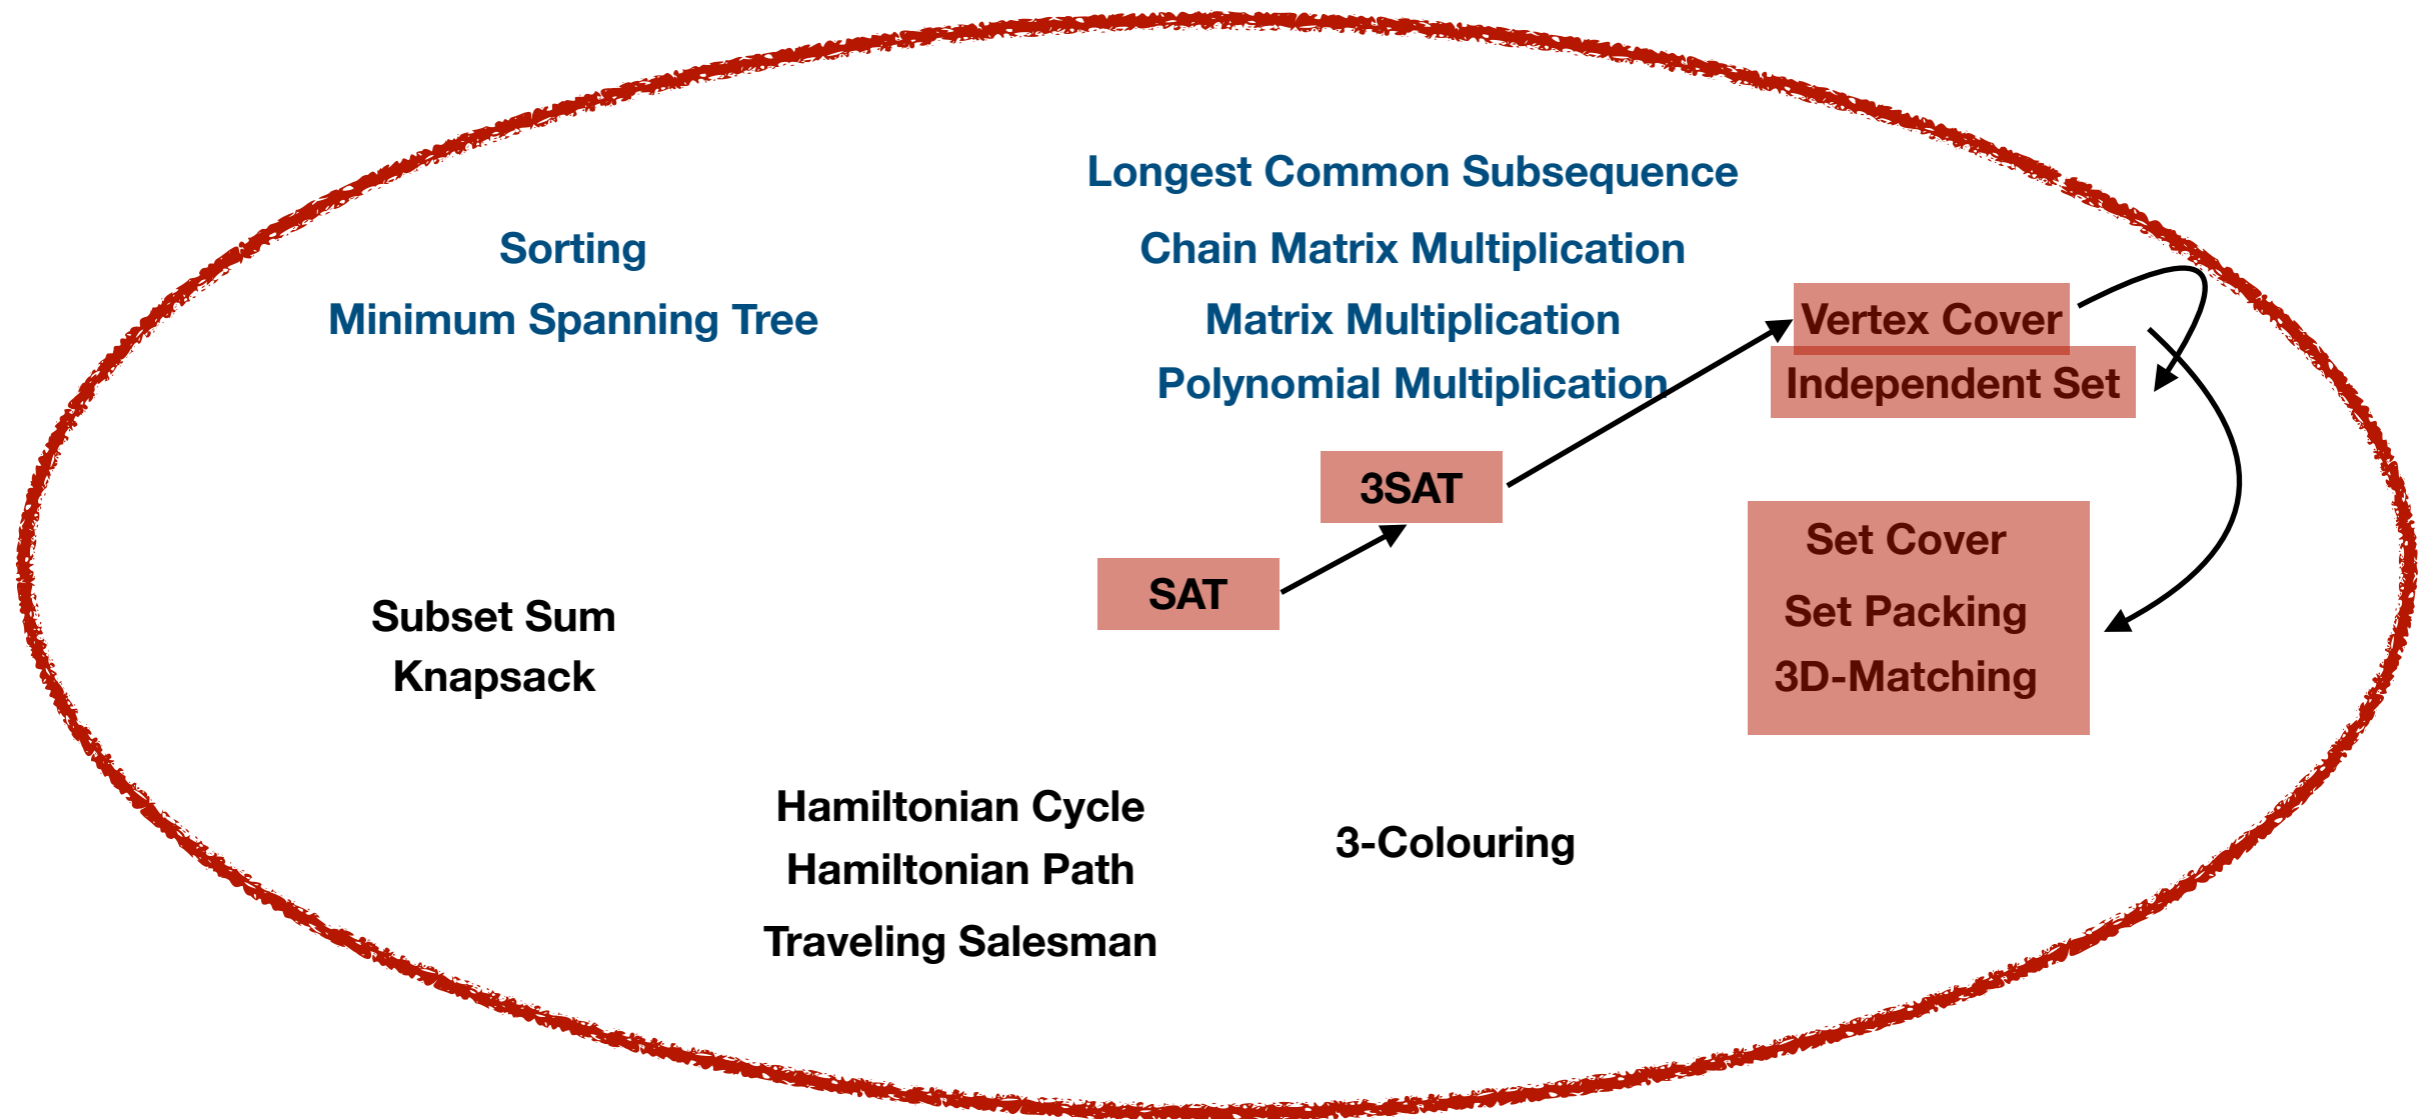 Longest Common Subsequence
Sorting
Chain Matrix Multiplication
Minimum Spanning Tree
Matrix Multiplication
Vertex Cover
Polynomial Multiplication
Independent Set
3SAT
Set Cover
SAT
Set Packing
Subset Sum
Knapsack
3D-Matching
Hamiltonian Cycle
3-Colouring
Hamiltonian Path
Traveling Salesman